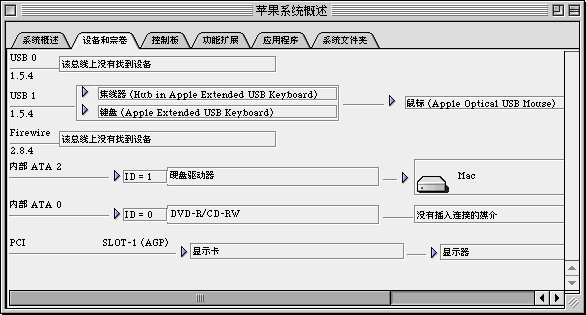 苹果系统概述
系统概述 设备和宗卷 控制板 功能扩展 应用程序 系统文件夹
USB 0 该总线上没有找到设备
1.5.4
USB 1 集线器 (Hub in Apple Extended USB Keyboard)
1.5.4 键盘 (Apple Extended USB Keyboard) 鼠标 (Apple Optical USB Mouse)
Firewire 该总线上没有找到设备
2.8.4
内部 ATA 2 ID = 1 硬盘驱动器 Mac
内部 ATA 0 ID = 0 DVD-R/CD-RW 没有插入连接的媒介
PCI SLOT-1 (AGP) 显示卡 显示器